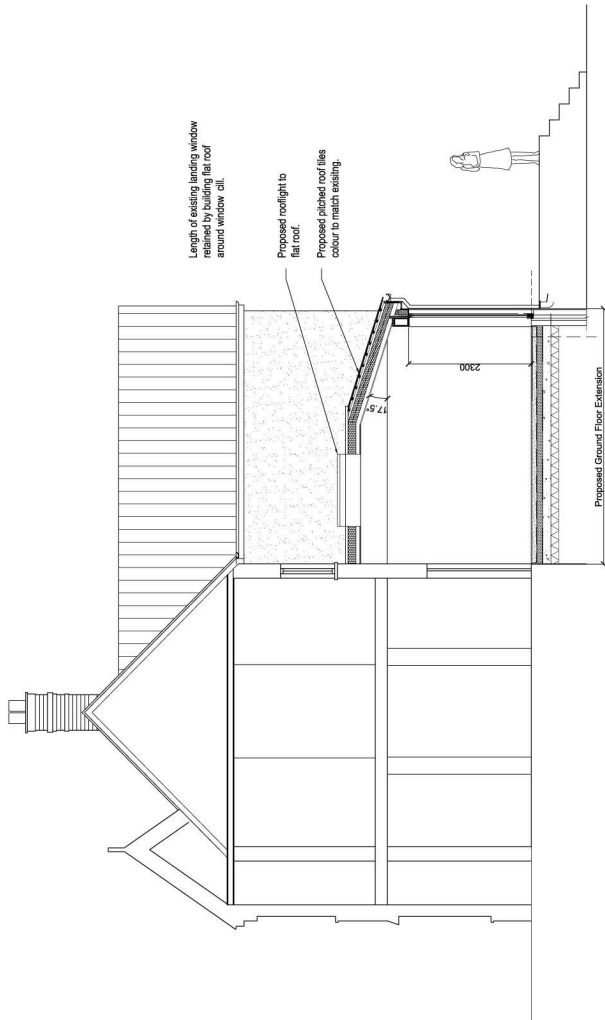 Length of existing landing window
retained by building flat roof
around window cill.
Proposed rooflight to
flat roof.
Proposed pitched roof tiles
colour to match exisitng.
17.5°
2300
Proposed Ground Floor Extension